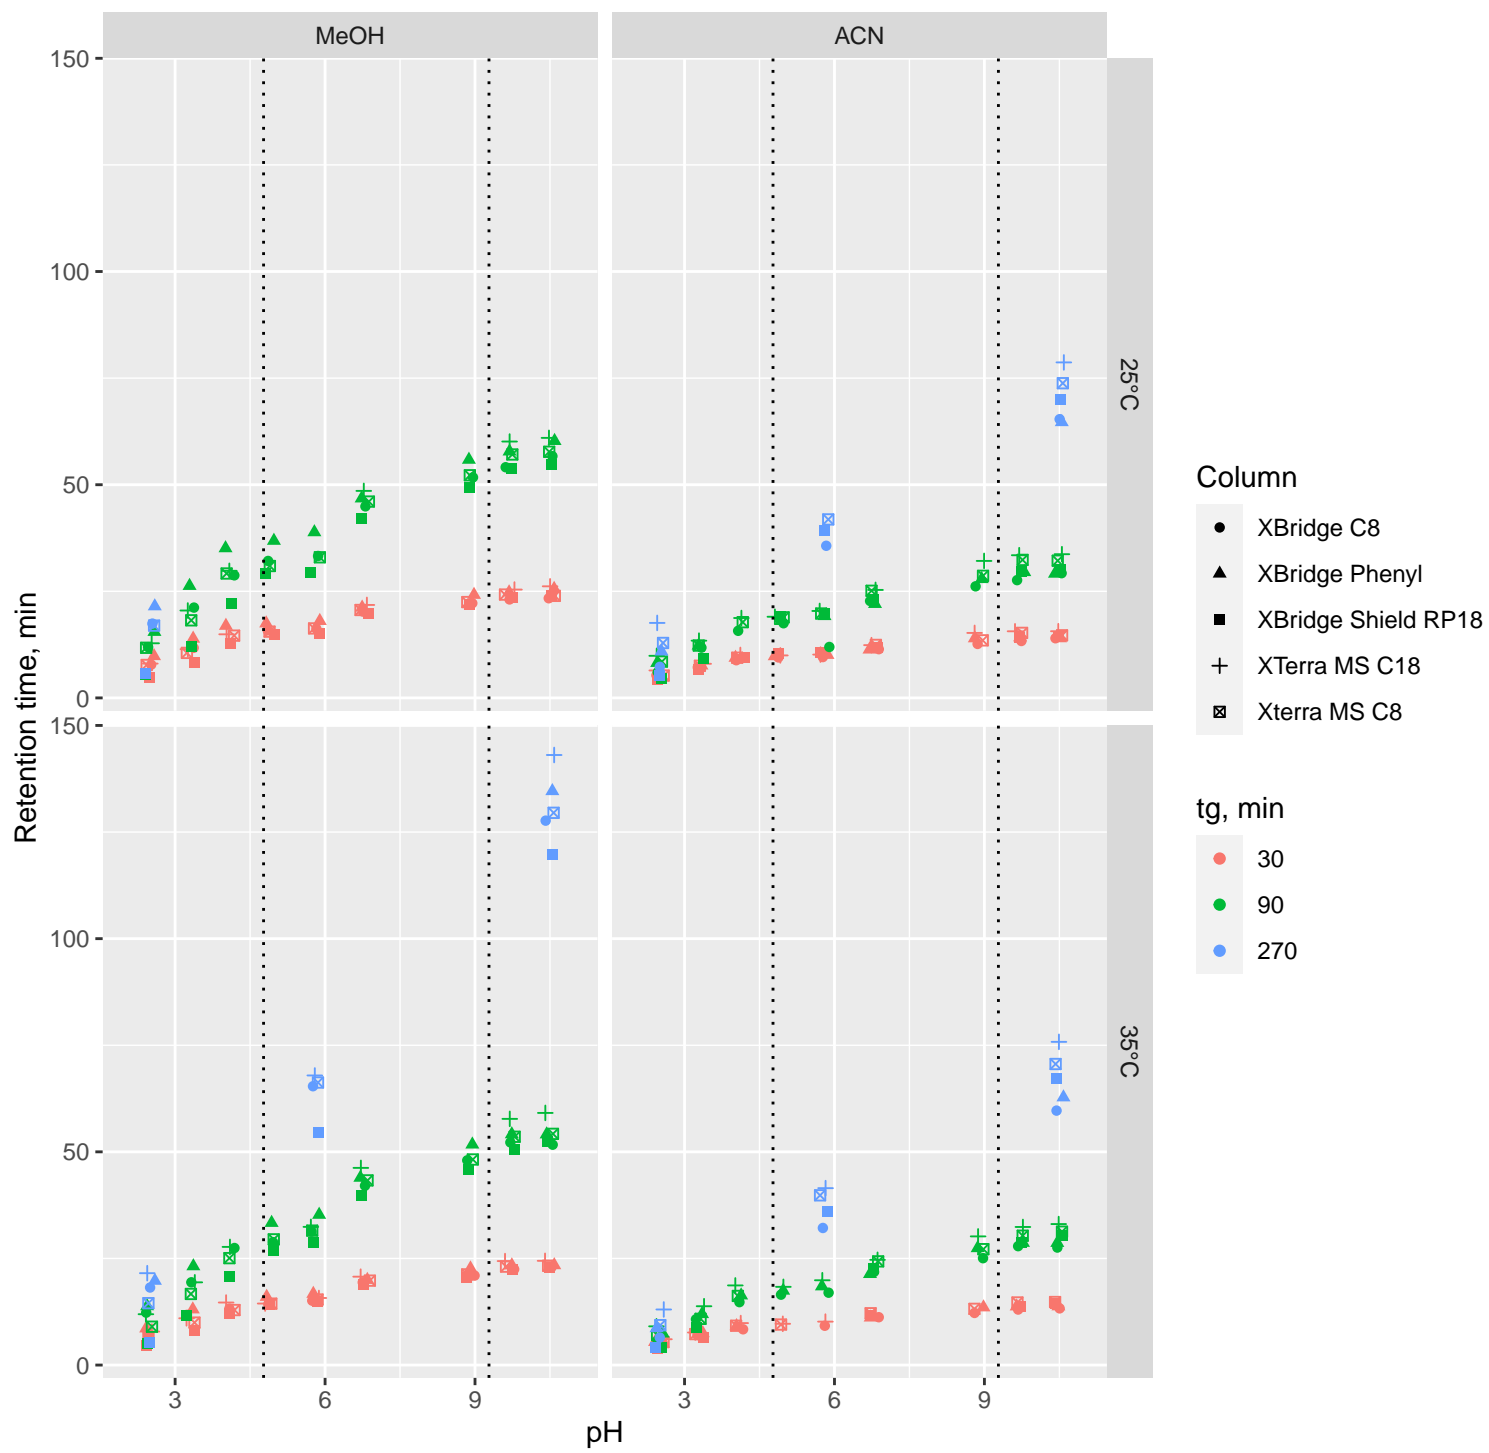 MeOH
ACN
150
100
50
0
25°C
150
100
50
0
35°C
3
6
9
3
6
9
pH
Retention time, min
Column
XBridge C8
XBridge Phenyl
XBridge Shield RP18
XTerra MS C18
Xterra MS C8
tg, min
30
90
270